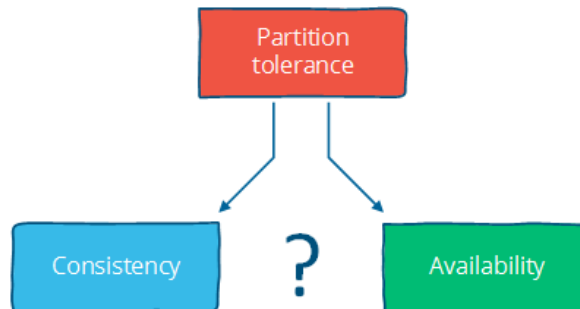 Partition
tolerance
Consistency
?
Availability